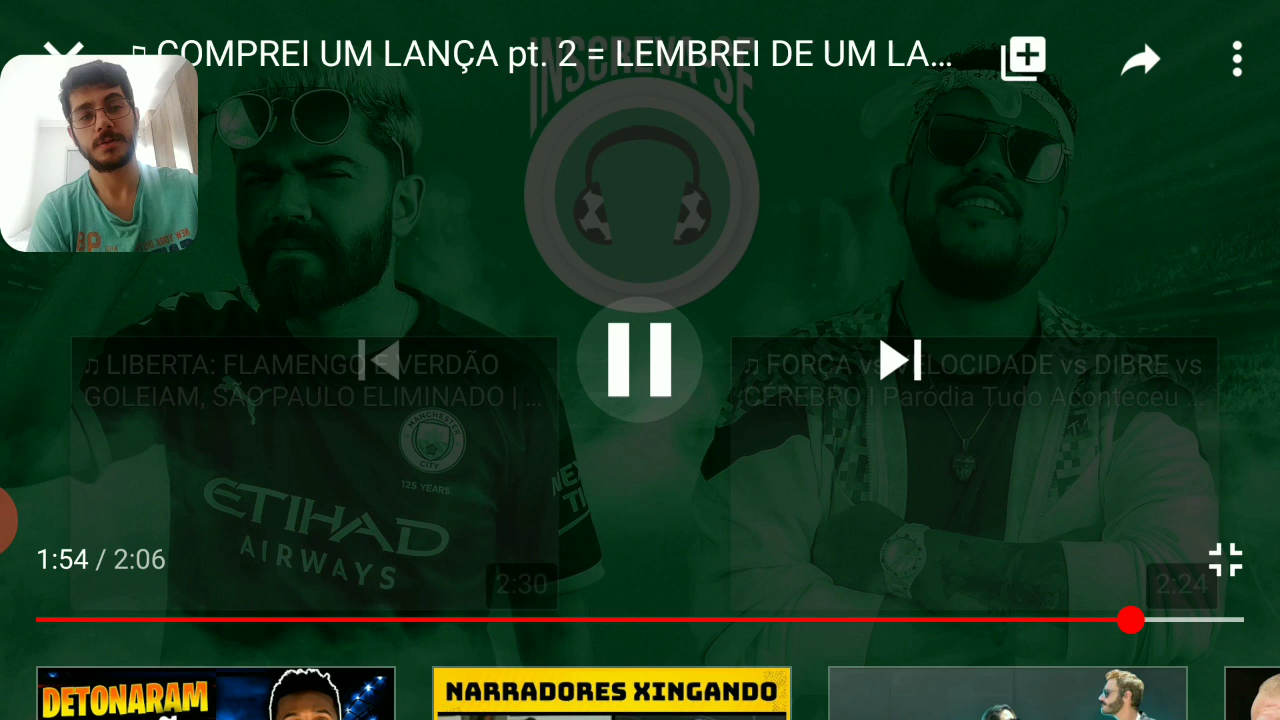 ♫ COMPREI UM LANÇA pt. 2 = LEMBREI DE UM LA...
INSCREVA-SE
♫ LIBERTA: FLAMENGO E VERDÃO
GOLEIAM, SÃO PAULO ELIMINADO | ...
♫ FORÇA vs VELOCIDADE vs DIBRE vs
CÉREBRO | Paródia Tudo Aconteceu ...
MANCHESTER
CITY
125 YEARS
ETIHAD
AIRWAYS
1:54 / 2:06
2:30
2:24
DETONARAM
NARRADORES XINGANDO